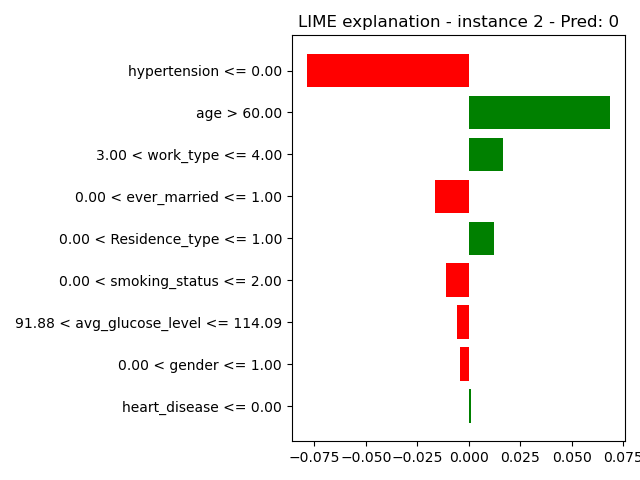 LIME explanation - instance 2 - Pred: 0
hypertension <= 0.00
age > 60.00
3.00 < work_type <= 4.00
0.00 < ever_married <= 1.00
0.00 < Residence_type <= 1.00
0.00 < smoking_status <= 2.00
91.88 < avg_glucose_level <= 114.09
0.00 < gender <= 1.00
heart_disease <= 0.00
−0.075 −0.050 −0.025 0.000 0.025 0.050 0.075